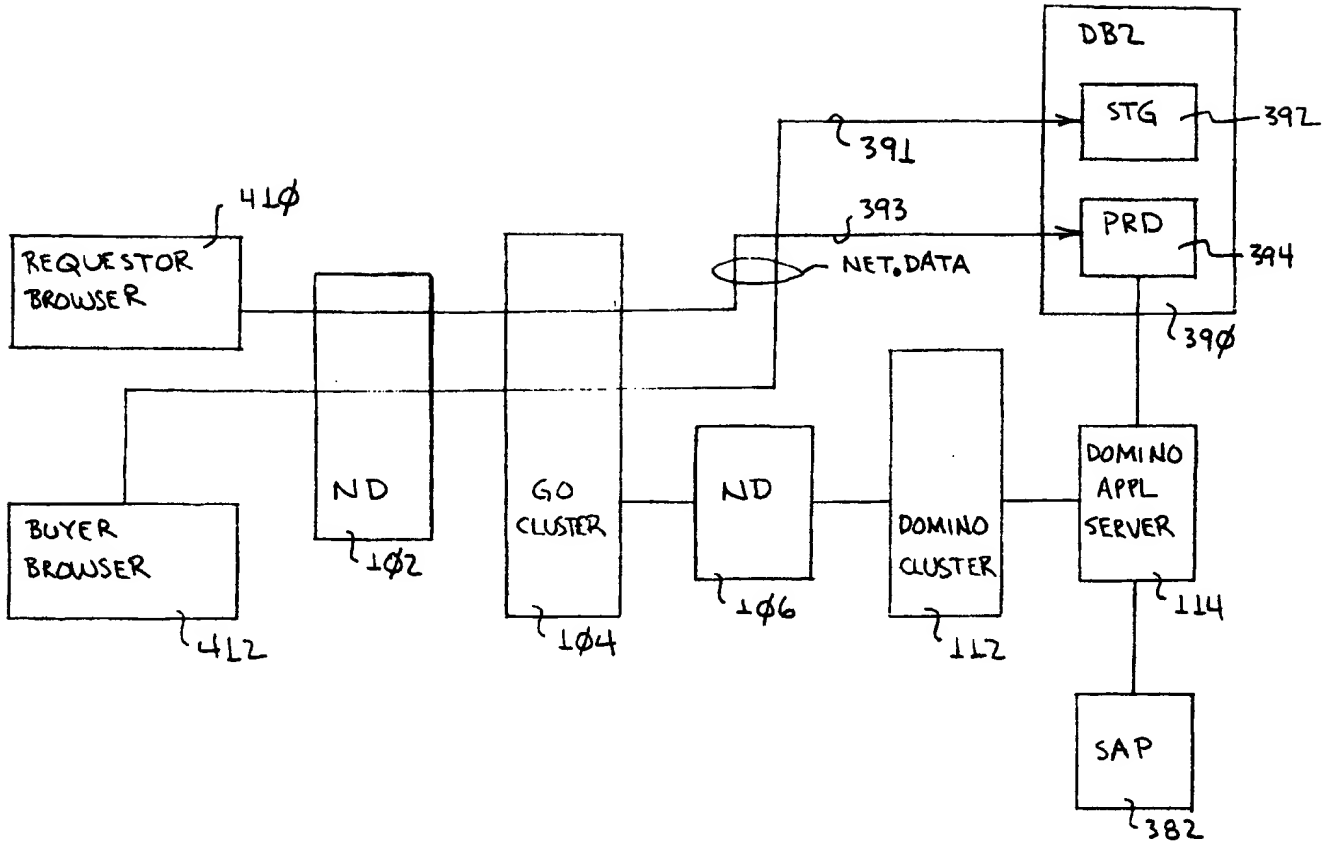 DB2
STG
392
391
410
393
PRD
394
REQUESTOR
BROWSER
NET.DATA
390
ND
GO
CLUSTER
ND
DOMINO
CLUSTER
DOMINO
APPL
SERVER
BUYER
BROWSER
102
106
114
412
104
112
SAP
382